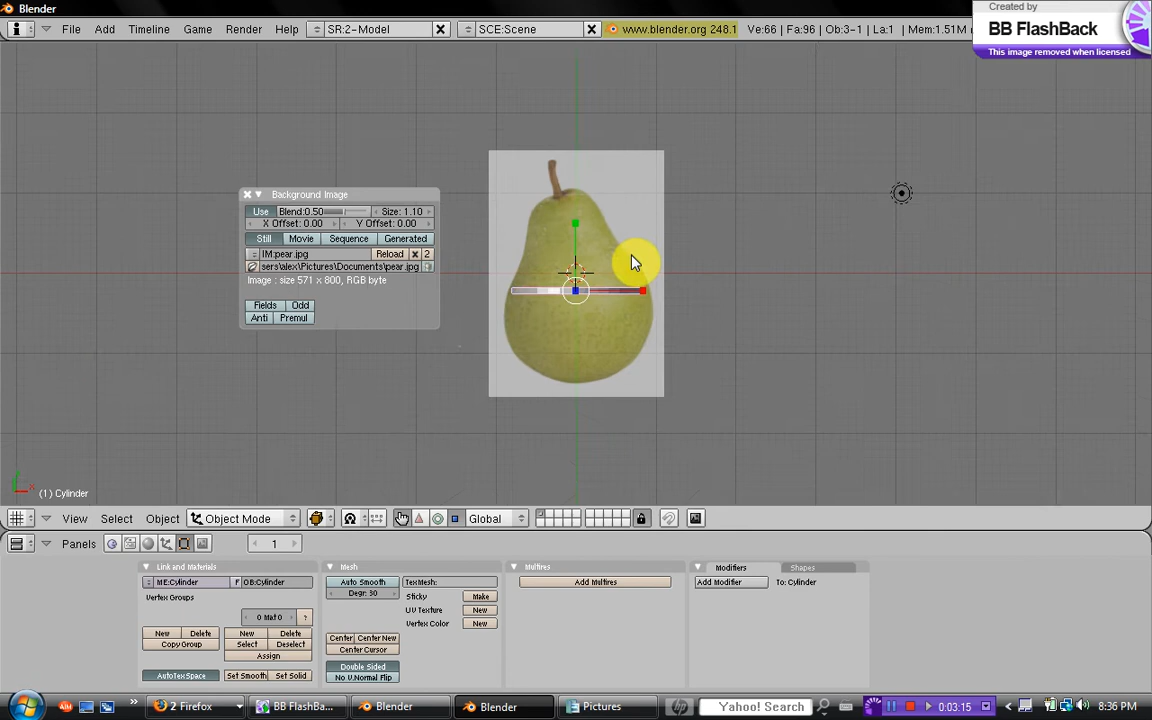 Blender
Created by
BB FlashBack
This image removed when licensed
File Add Timeline Game Render Help SR:2-Model SCE:Scene www.blender.org 248.1 Ve:66 | Fa:96 | Ob:3-1 | La:1 | Mem:1.51M
Background Image
Use Blend:0.50 Size: 1.10
X Offset: 0.00 Y Offset: 0.00
Still Movie Sequence Generated
IM:pear.jpg Reload 2
sers\alex\Pictures\Documents\pear.jpg
Image : size 571 x 800, RGB byte
Fields Odd
Anti Premul
x
(1) Cylinder
View Select Object Object Mode Global
Panels 1
Link and Materials Mesh Multires Modifiers Shapes
ME:Cylinder F OB:Cylinder Auto Smooth TexMesh: Add Multires Add Modifier To: Cylinder
Vertex Groups Degr: 30 Sticky Make
UV Texture New
0 Mat 0 ? Vertex Color New
New Delete New Delete Center Center New
Copy Group Select Deselect Center Cursor
Assign
Double Sided
AutoTexSpace Set Smooth Set Solid No V.Normal Flip
2 Firefox BB FlashBa... Blender Blender Pictures Yahoo! Search 0:03:15 8:36 PM